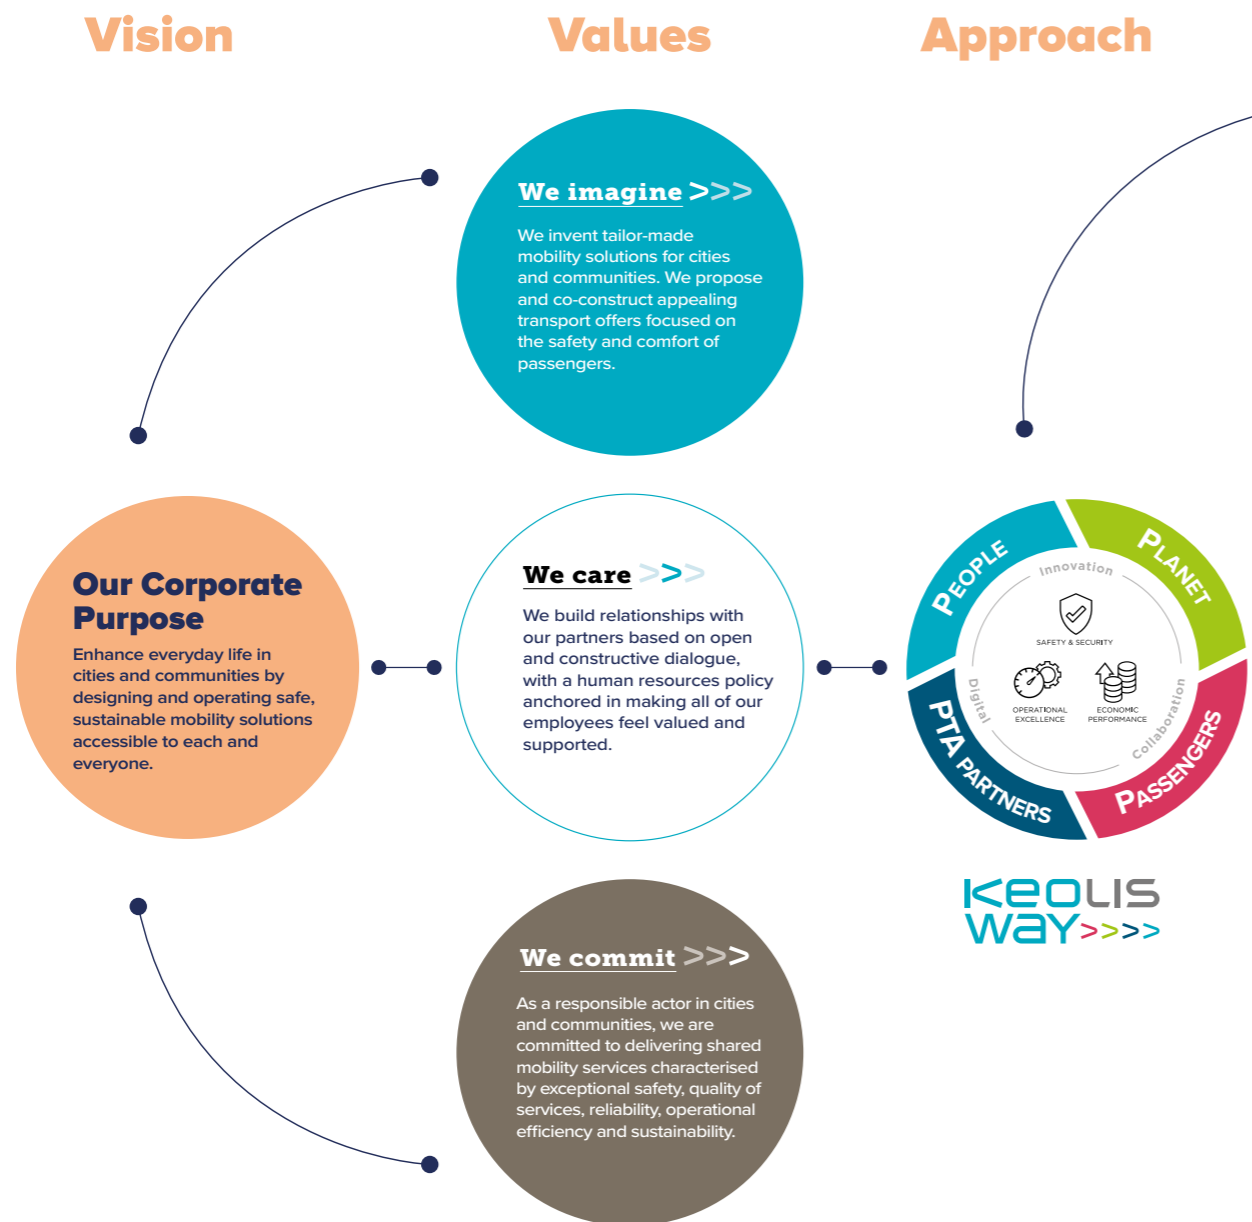 Vision
Values
Approach
We imagine >>>
We invent tailor-made
mobility solutions for cities
and communities. We propose
and co-construct appealing
transport offers focused on
the safety and comfort of
passengers.
Our Corporate
Purpose
Enhance everyday life in
cities and communities by
designing and operating safe,
sustainable mobility solutions
accessible to each and
everyone.
We care >>>
We build relationships with
our partners based on open
and constructive dialogue,
with a human resources policy
anchored in making all of our
employees feel valued and
supported.
PEOPLE
PLANET
PASSENGERS
PTA PARTNERS
Innovation
Collaboration
Digital
SAFETY & SECURITY
OPERATIONAL
EXCELLENCE
ECONOMIC
PERFORMANCE
KEOLIS
WAY>>>>
We commit >>>
As a responsible actor in cities
and communities, we are
committed to delivering shared
mobility services characterised
by exceptional safety, quality of
services, reliability, operational
efficiency and sustainability.